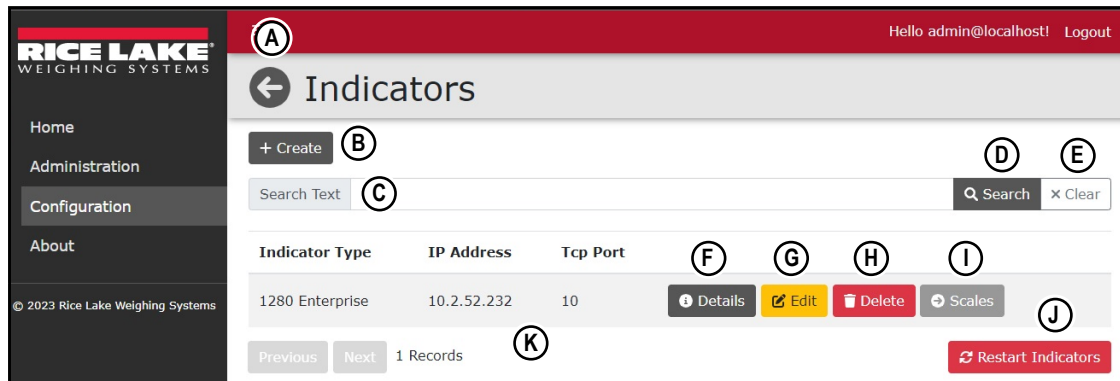 RICE LAKE®
WEIGHING SYSTEMS
Home
Administration
Configuration
About
© 2023 Rice Lake Weighing Systems
A
Hello admin@localhost! Logout
Indicators
+ Create B
Search Text C
D E
Search × Clear
Indicator Type IP Address Tcp Port
F G H I
1280 Enterprise 10.2.52.232 10 Details Edit Delete Scales
J
K
Previous Next 1 Records Restart Indicators